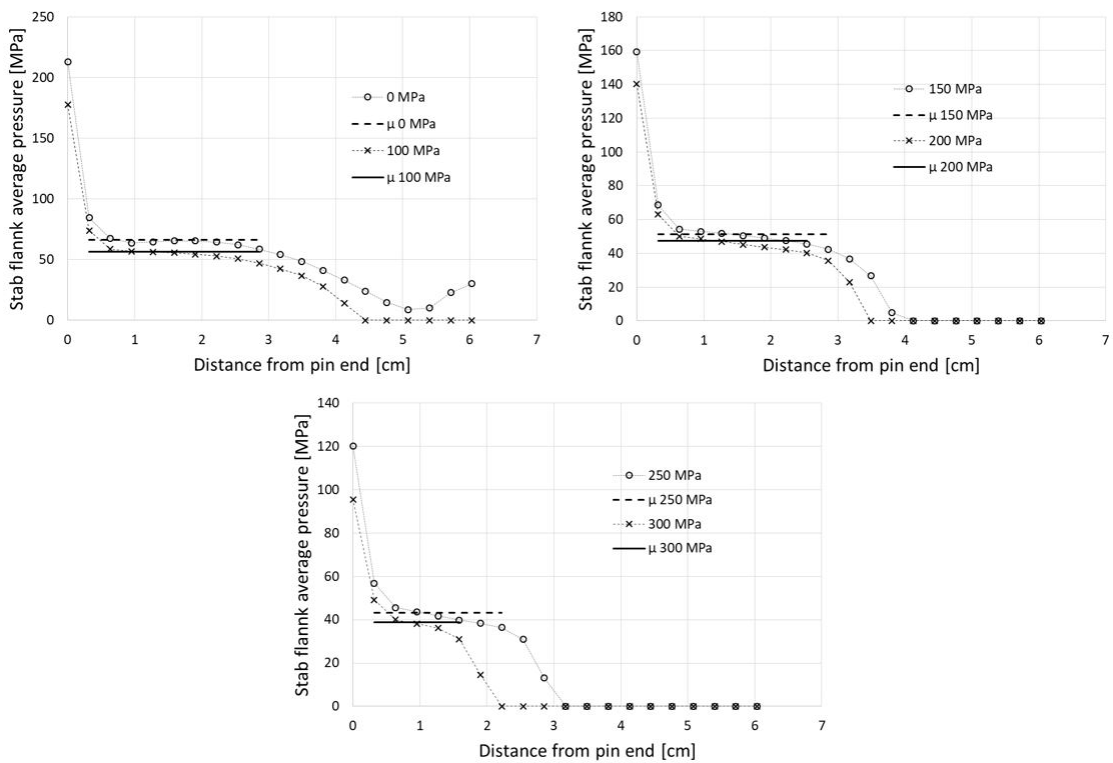 250
200
150
100
50
0
Stab flannk average pressure [MPa]
0 1 2 3 4 5 6 7
Distance from pin end [cm]
0 MPa
μ 0 MPa
100 MPa
μ 100 MPa
180
160
140
120
100
80
60
40
20
0
Stab flannk average pressure [MPa]
0 1 2 3 4 5 6 7
Distance from pin end [cm]
150 MPa
μ 150 MPa
200 MPa
μ 200 MPa
140
120
100
80
60
40
20
0
Stab flannk average pressure [MPa]
0 1 2 3 4 5 6 7
Distance from pin end [cm]
250 MPa
μ 250 MPa
300 MPa
μ 300 MPa